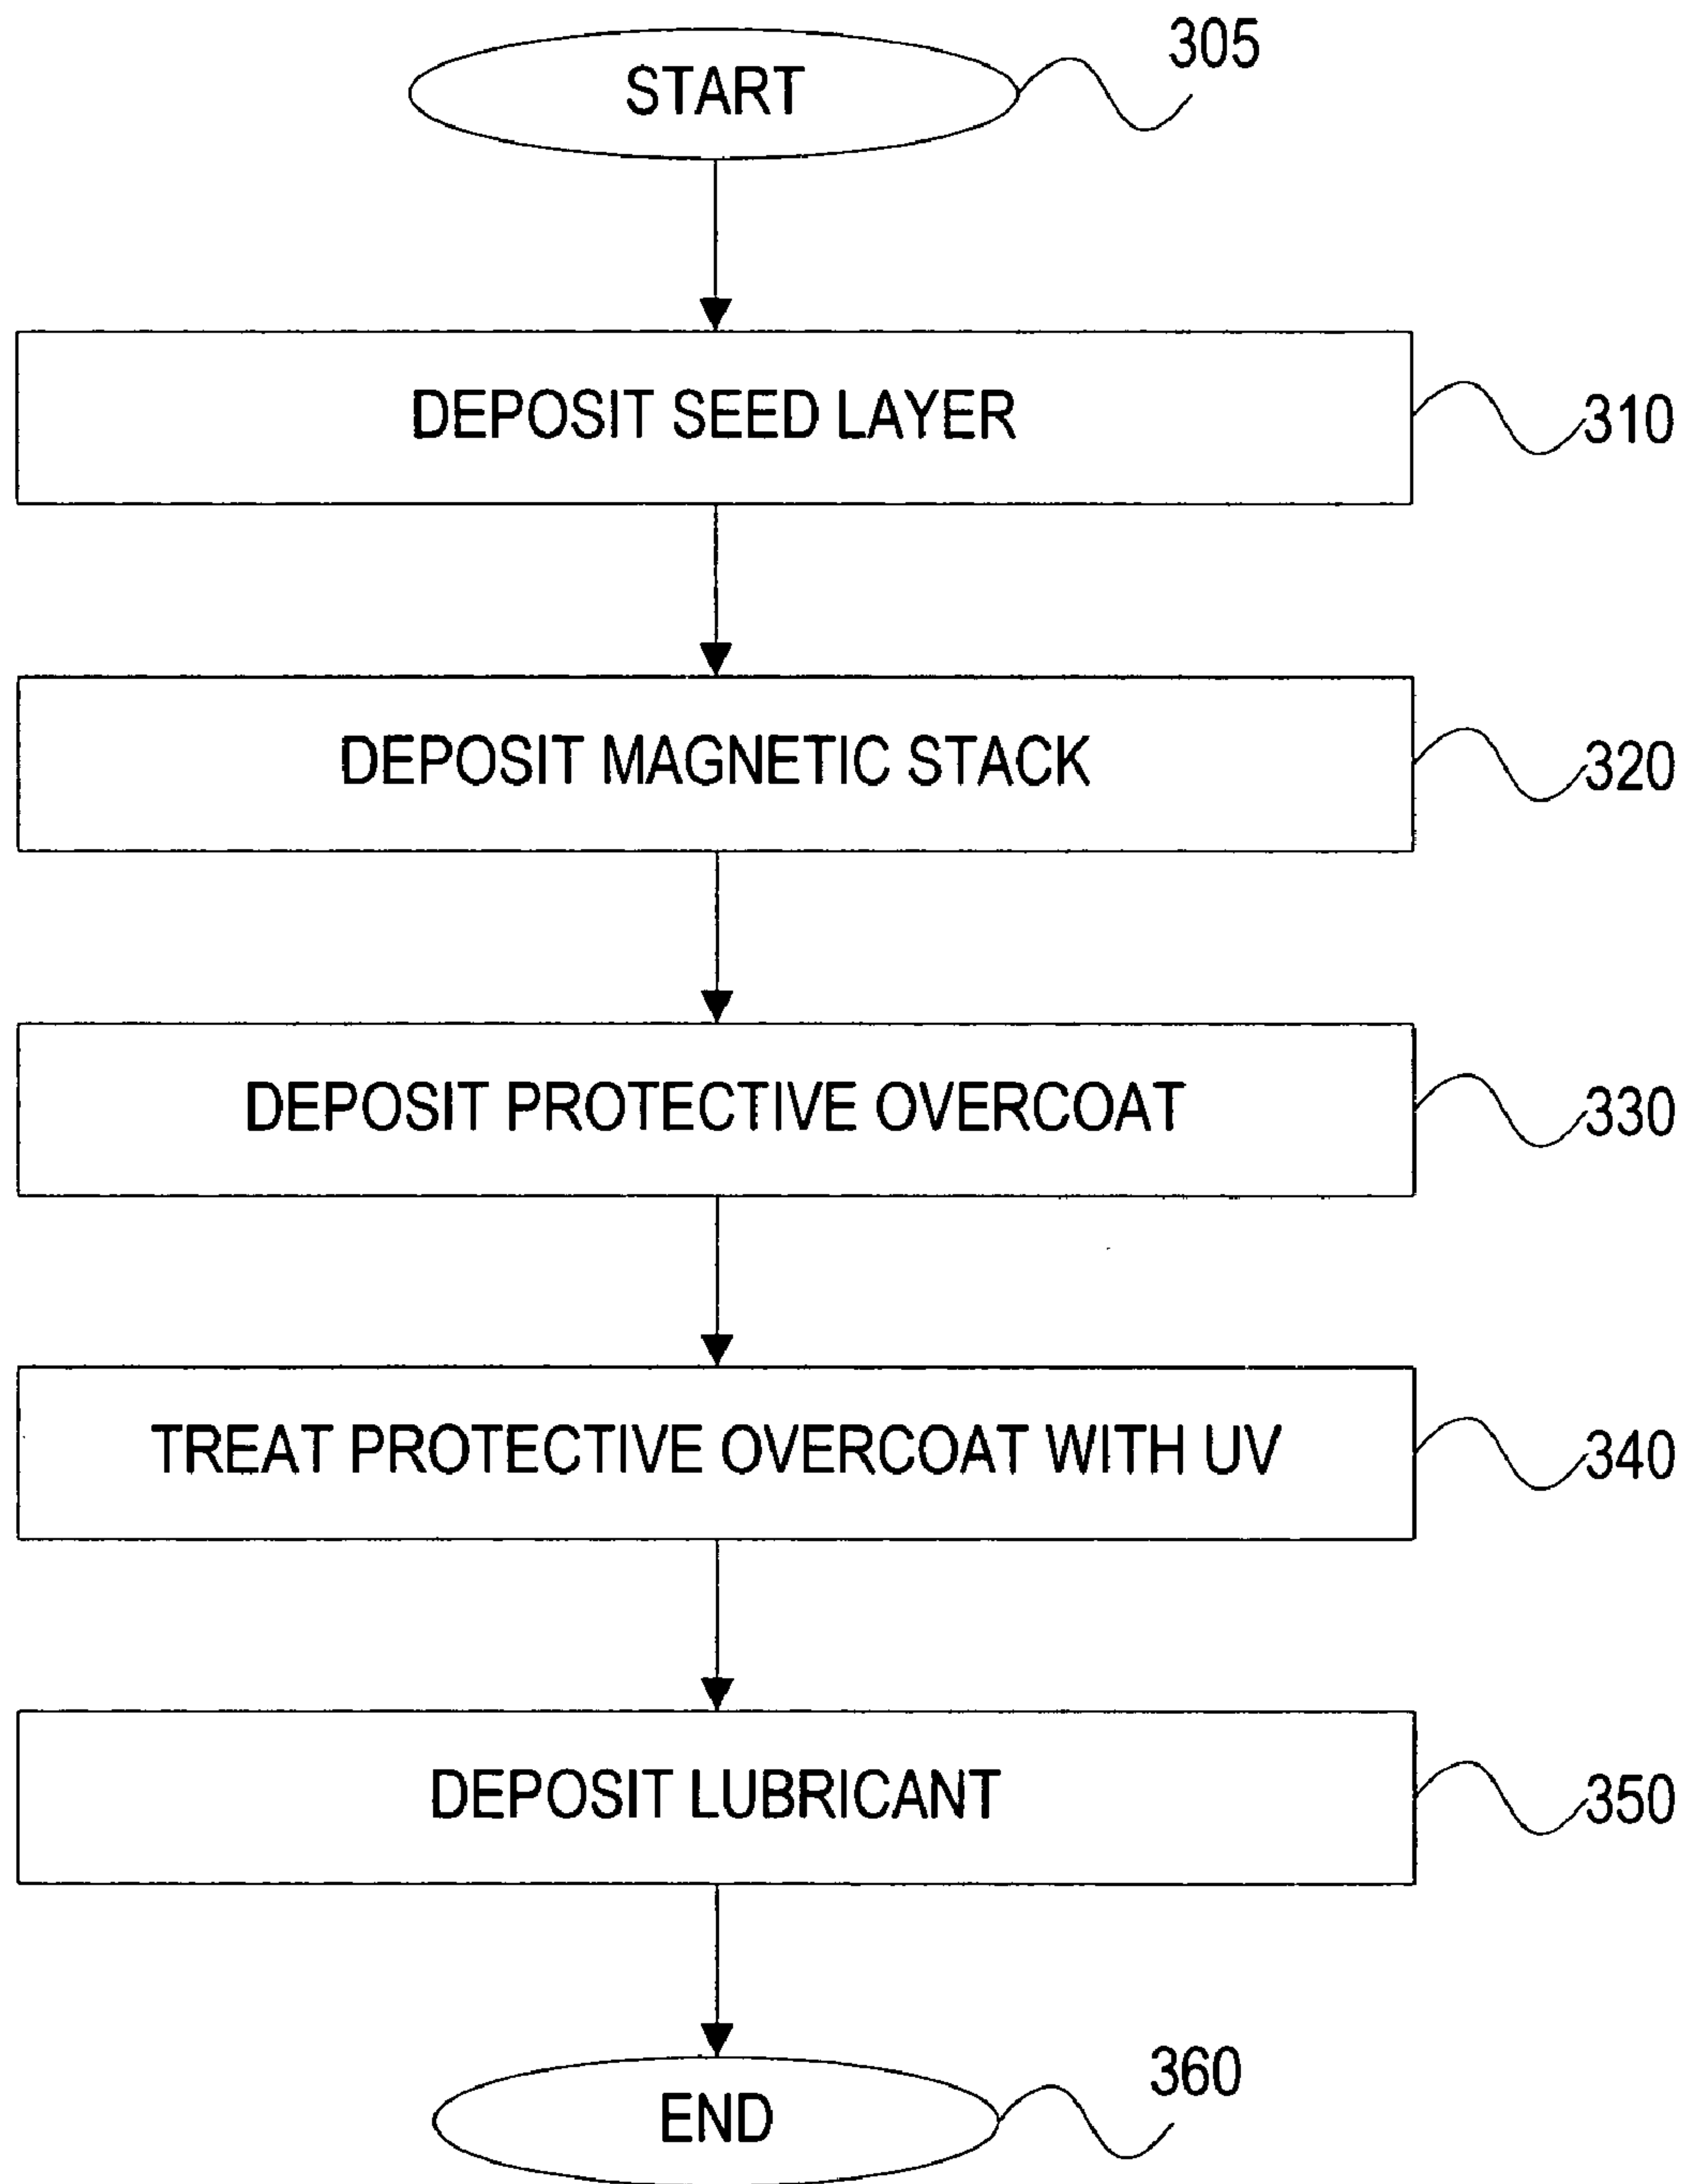 START
305
DEPOSIT SEED LAYER
310
DEPOSIT MAGNETIC STACK
320
DEPOSIT PROTECTIVE OVERCOAT
330
TREAT PROTECTIVE OVERCOAT WITH UV
340
DEPOSIT LUBRICANT
350
END
360